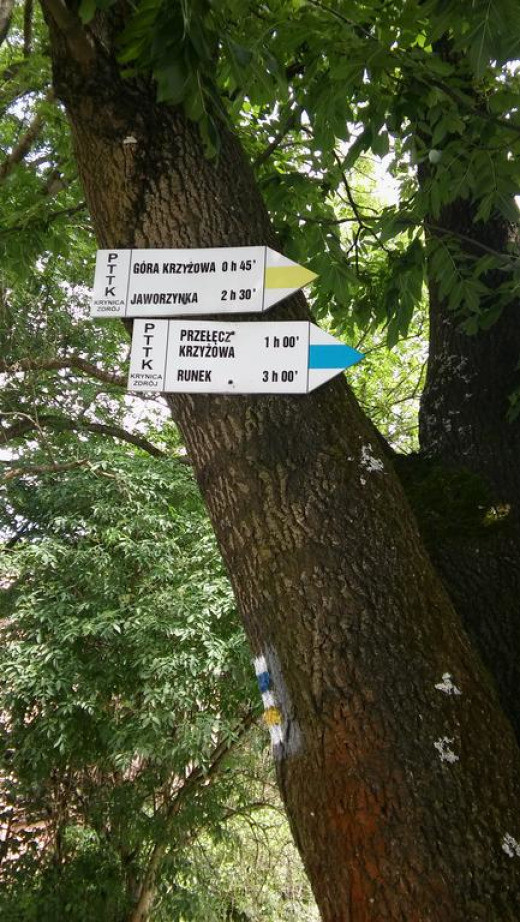 PTTK
KRYNICA
ZDRÓJ
GÓRA KRZYŻOWA 0 h 45'
JAWORZYNKA 2 h 30'
PTTK
KRYNICA
ZDRÓJ
PRZEŁĘCZ
KRZYŻOWA 1 h 00'
RUNEK 3 h 00'